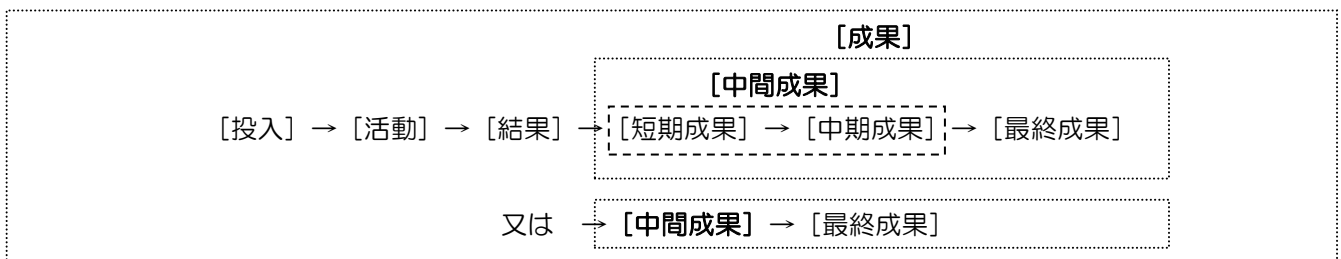 [成果]
[中間成果]
[投入] → [活動] → [結果] → [短期成果] → [中期成果] → [最終成果]
又は → [中間成果] → [最終成果]